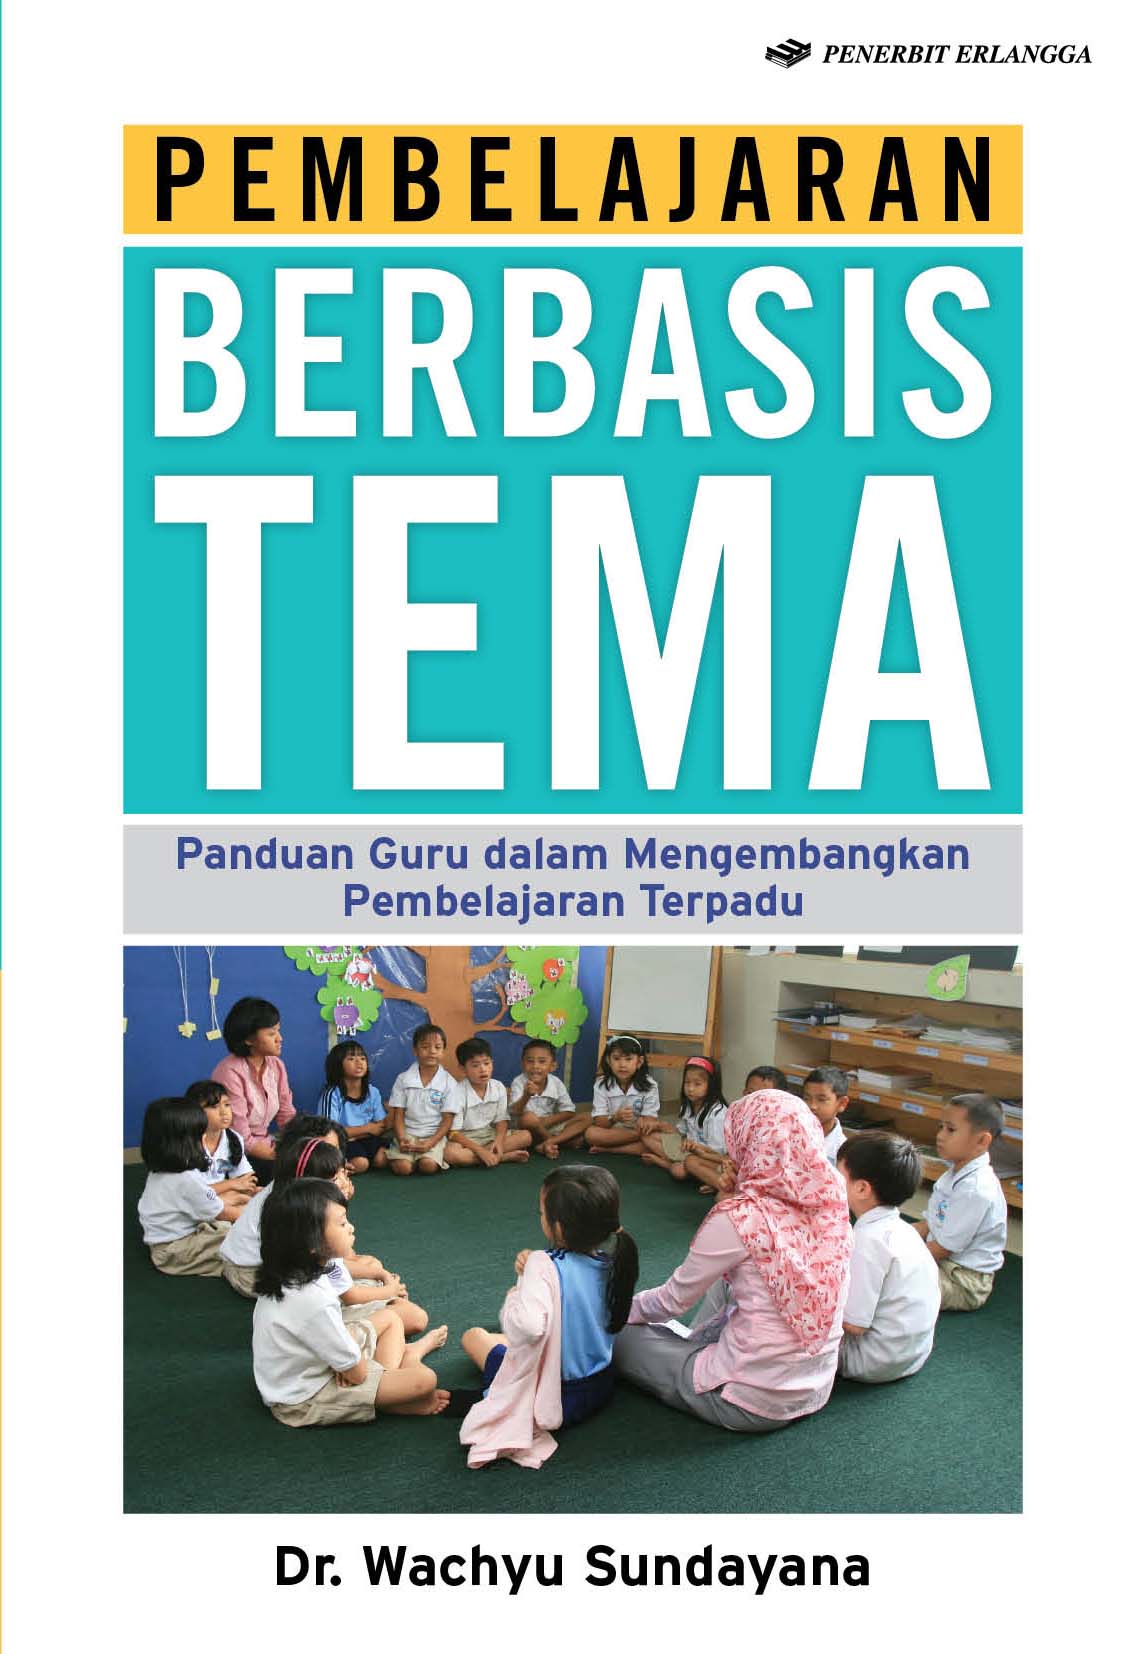 PENERBIT ERLANGGA
PEMBELAJARAN
BERBASIS
TEMA
Panduan Guru dalam Mengembangkan
Pembelajaran Terpadu
Dr. Wachyu Sundayana